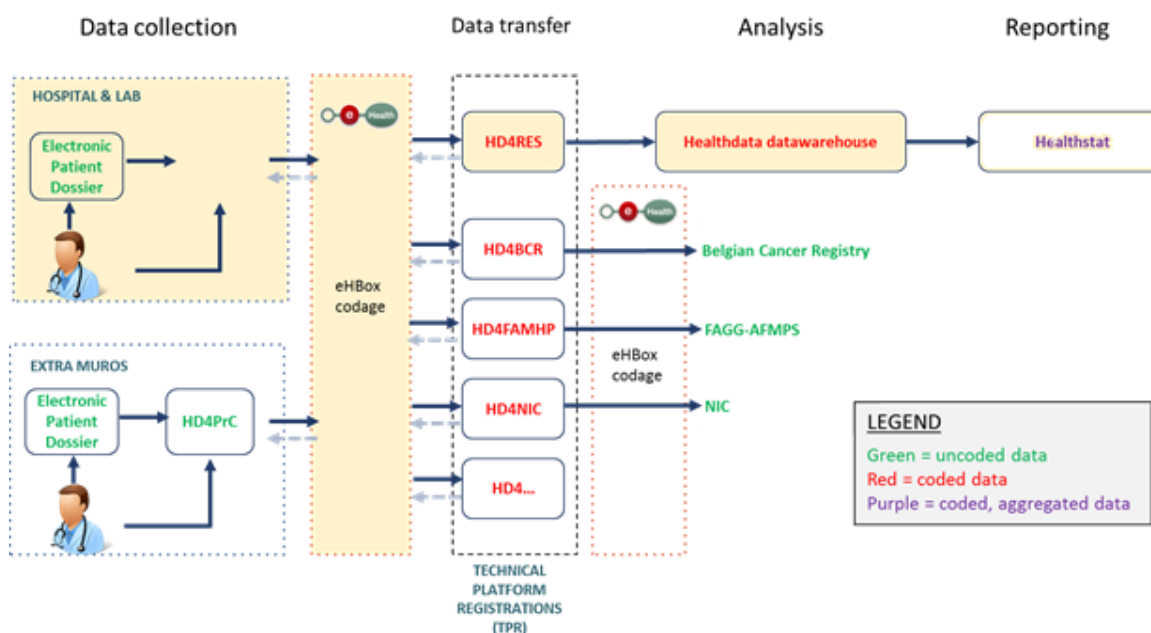 Data collection
Data transfer
Analysis
Reporting
HOSPITAL & LAB
Electronic
Patient
Dossier
e
Health
HD4RES
Healthdata datawarehouse
Healthstat
e
Health
HD4BCR
Belgian Cancer Registry
eHBox
codage
HD4FAMHP
FAGG-AFMPS
EXTRA MUROS
Electronic
Patient
Dossier
HD4PrC
eHBox
codage
HD4NIC
NIC
HD4...
LEGEND
Green = uncoded data
Red = coded data
Purple = coded, aggregated data
TECHNICAL
PLATFORM
REGISTRATIONS
(TPR)